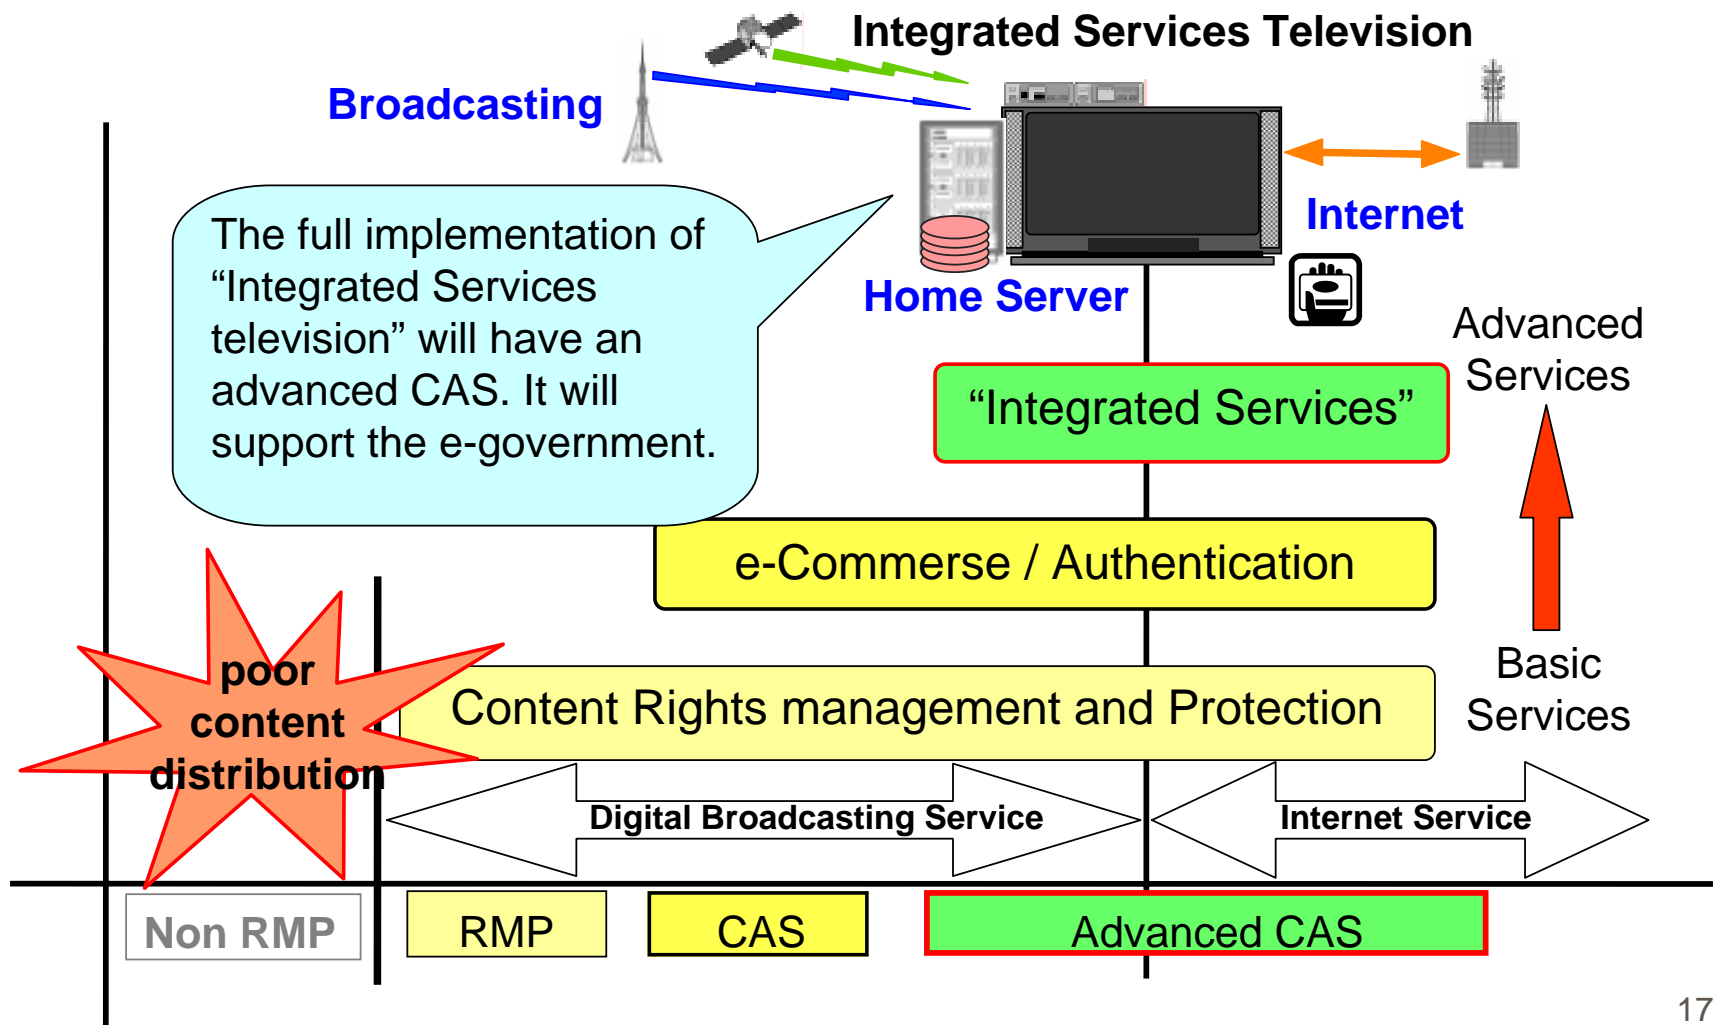 Integrated Services Television
Broadcasting
Internet
Home Server
The full implementation of
“Integrated Services
television” will have an
advanced CAS. It will
support the e-government.
Advanced
Services
“Integrated Services”
e-Commerse / Authentication
Basic
Services
poor
content
distribution
Content Rights management and Protection
Digital Broadcasting Service
Internet Service
Non RMP
RMP
CAS
Advanced CAS
17